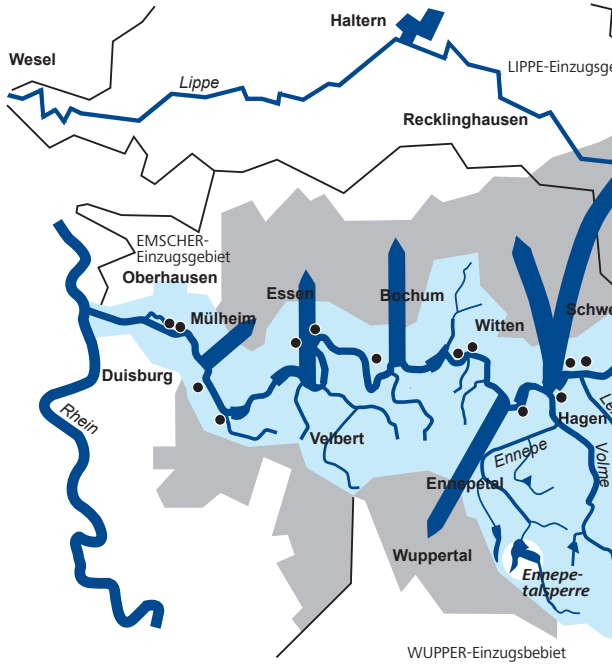 Haltern
Wesel
Lippe
LIPPE-Einzugsge
Recklinghausen
EMSCHER-
Einzugsgebiet
Oberhausen
Essen
Bochum
Schwe
Mülheim
Witten
Duisburg
Rhein
Le
Hagen
Velbert
Ennepe
Volme
Ennepetal
Wuppertal
Ennepe-
talsperre
WUPPER-Einzugsbebiet